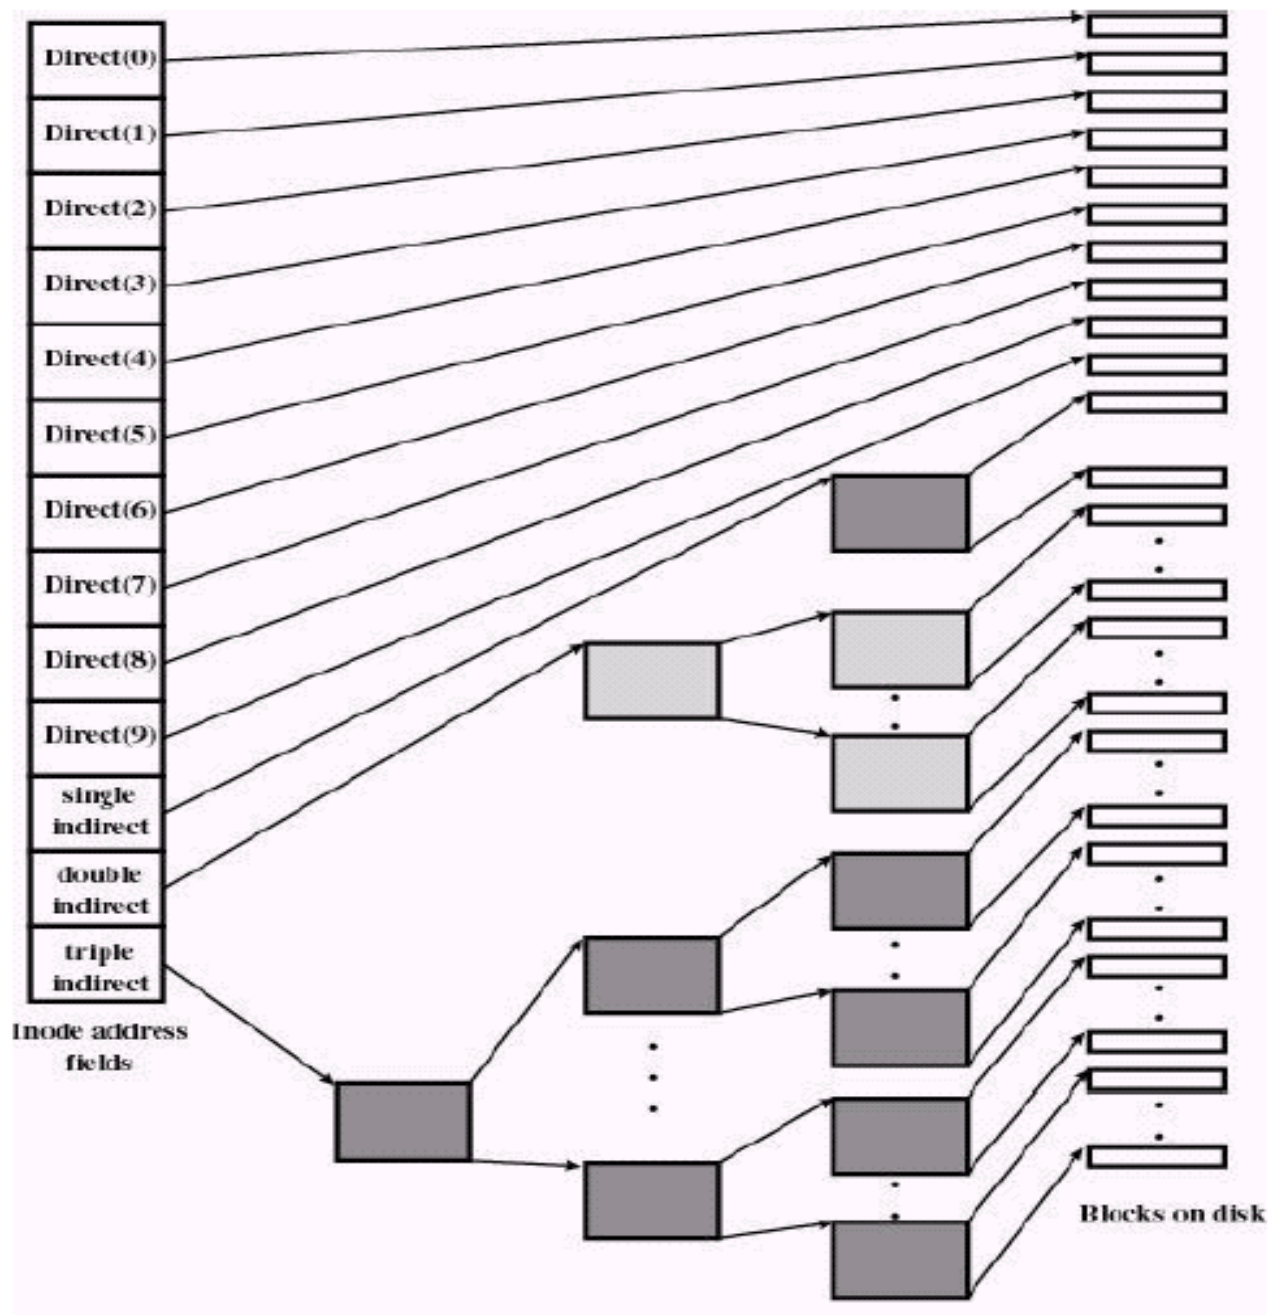 Direct(0)
Direct(1)
Direct(2)
Direct(3)
Direct(4)
Direct(5)
Direct(6)
Direct(7)
Direct(8)
Direct(9)
single
indirect
double
indirect
triple
indirect
Inode address
fields
Blocks on disk